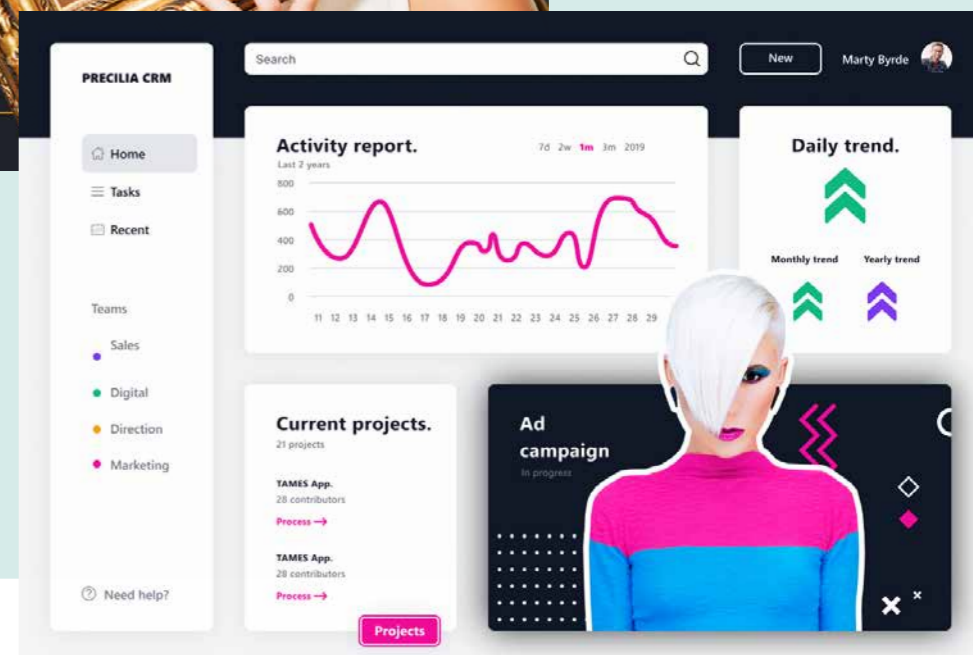 PRECILIA CRM
Home
Tasks
Recent
Teams
Sales
Digital
Direction
Marketing
Need help?
Search
New
Marty Byrde
Activity report.
Last 2 years
7d 2w 1m 3m 2019
800
600
400
200
0
11 12 13 14 15 16 17 18 19 20 21 22 23 24 25 26 27 28 29
Daily trend.
Monthly trend Yearly trend
Current projects.
21 projects
TAMES App.
28 contributors
Process →
TAMES App.
28 contributors
Process →
Projects
Ad
campaign
In progress